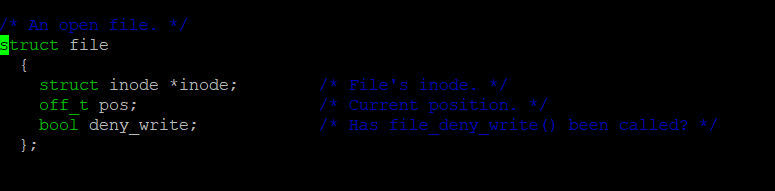 /* An open file. */
struct file
  {
    struct inode *inode;        /* File's inode. */
    off_t pos;                  /* Current position. */
    bool deny_write;            /* Has file_deny_write() been called? */
  };